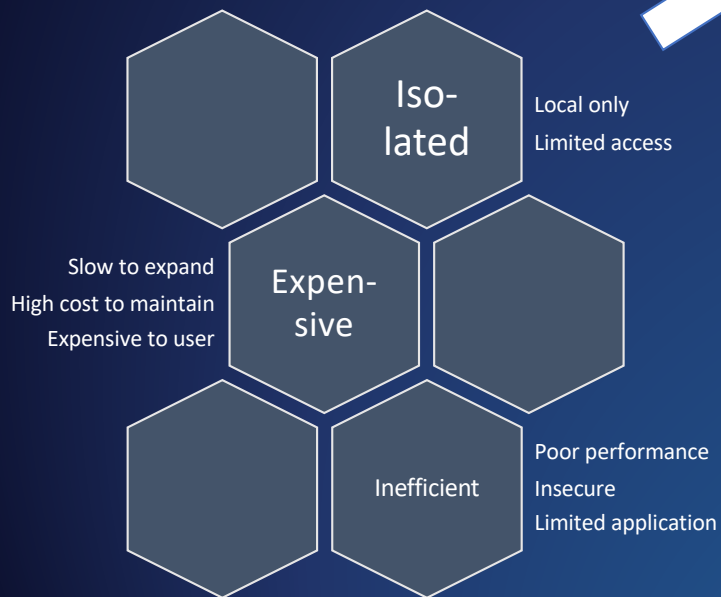 Iso-
lated
Local only
Limited access
Slow to expand
High cost to maintain
Expensive to user
Expen-
sive
Inefficient
Poor performance
Insecure
Limited application